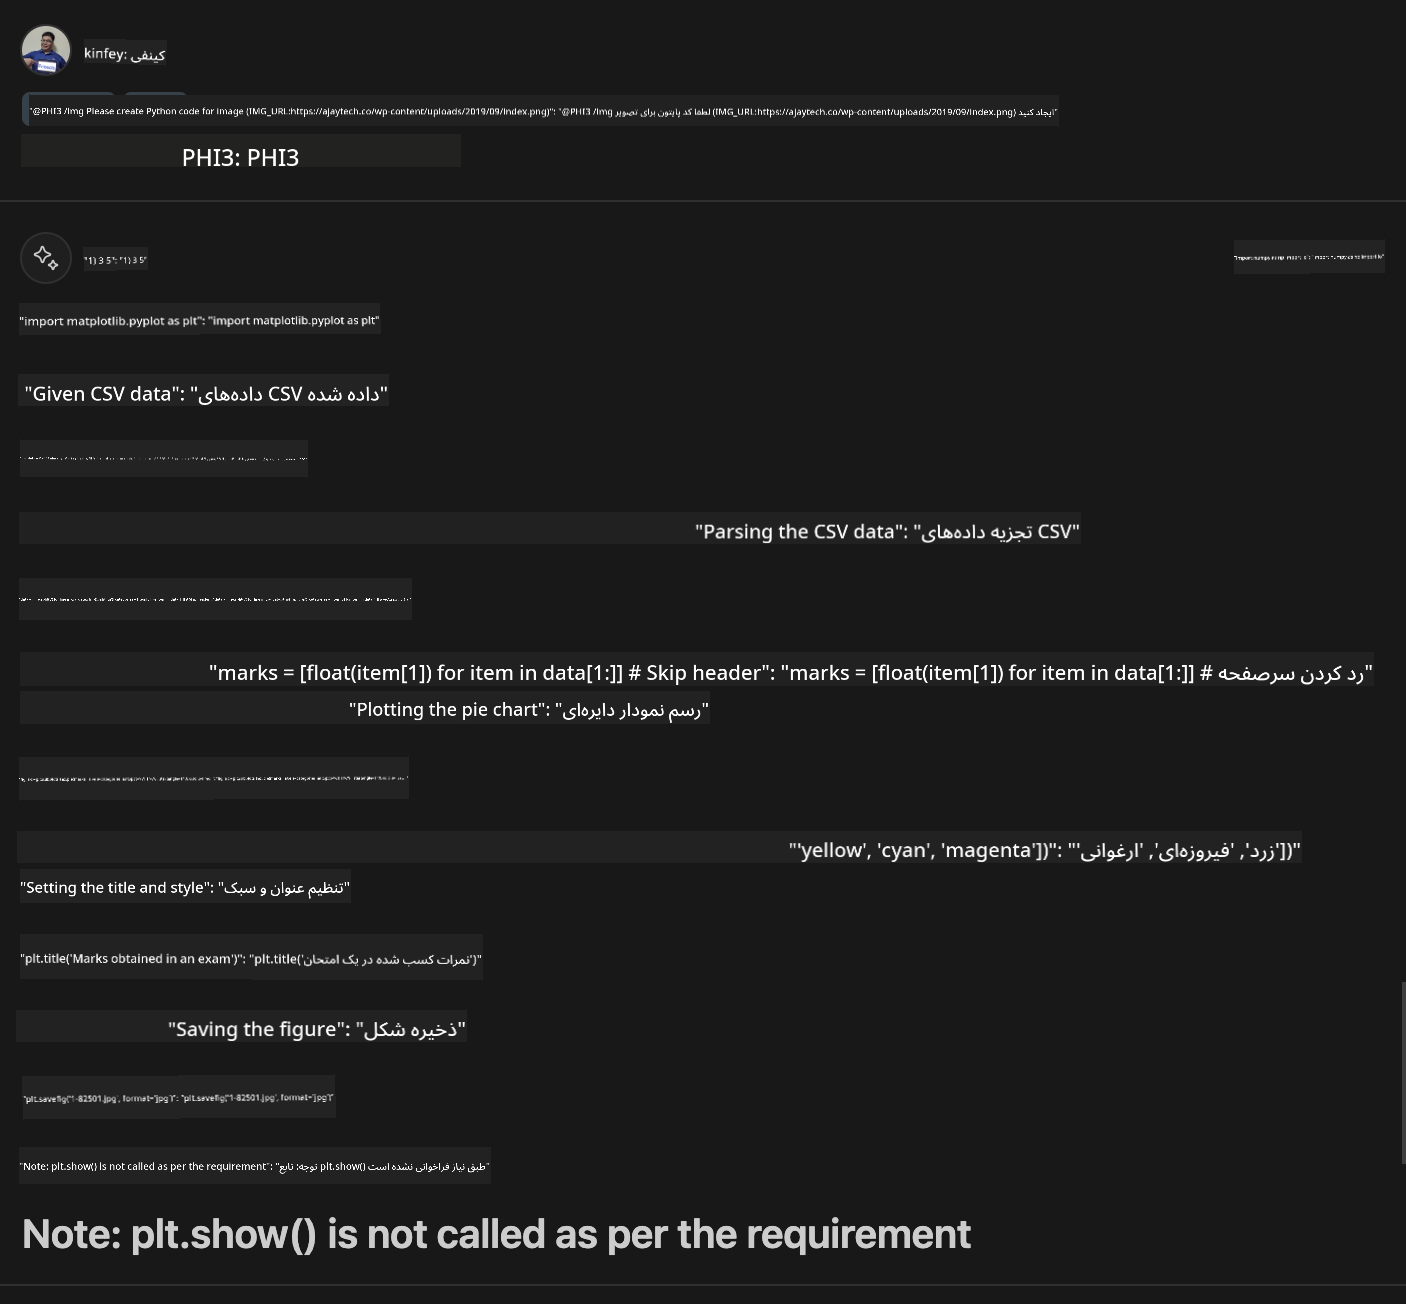 kinfey: کینفی
"@PHI3 /img Please create Python code for image (IMG_URL:https://ajaytech.co/wp-content/uploads/2019/09/index.png)": "@PHI3 /img لطفا کد پایتون برای تصویر (IMG_URL:https://ajaytech.co/wp-content/uploads/2019/09/index.png) ایجاد کنید"
PHI3: PHI3
"1) 3 5": "1) 3 5"
"import matplotlib.pyplot as plt": "import matplotlib.pyplot as plt"
"Given CSV data": "داده‌های CSV داده شده"
"Parsing the CSV data": "تجزیه داده‌های CSV"
"marks = [float(item[1]) for item in data[1:]] # Skip header": "marks = [float(item[1]) for item in data[1:]] # رد کردن سرصفحه"
"Plotting the pie chart": "رسم نمودار دایره‌ای"
"'yellow', 'cyan', 'magenta'])": "'زرد', 'فیروزه‌ای', 'ارغوانی'])"
"Setting the title and style": "تنظیم عنوان و سبک"
"plt.title('Marks obtained in an exam')": "plt.title('نمرات کسب شده در یک امتحان')"
"Saving the figure": "ذخیره شکل"
"plt.savefig('1-82501.jpg', format='jpg')": "plt.savefig('1-82501.jpg', format='jpg')"
"Note: plt.show() is not called as per the requirement": "توجه: تابع plt.show() طبق نیاز فراخوانی نشده است"
Note: plt.show() is not called as per the requirement